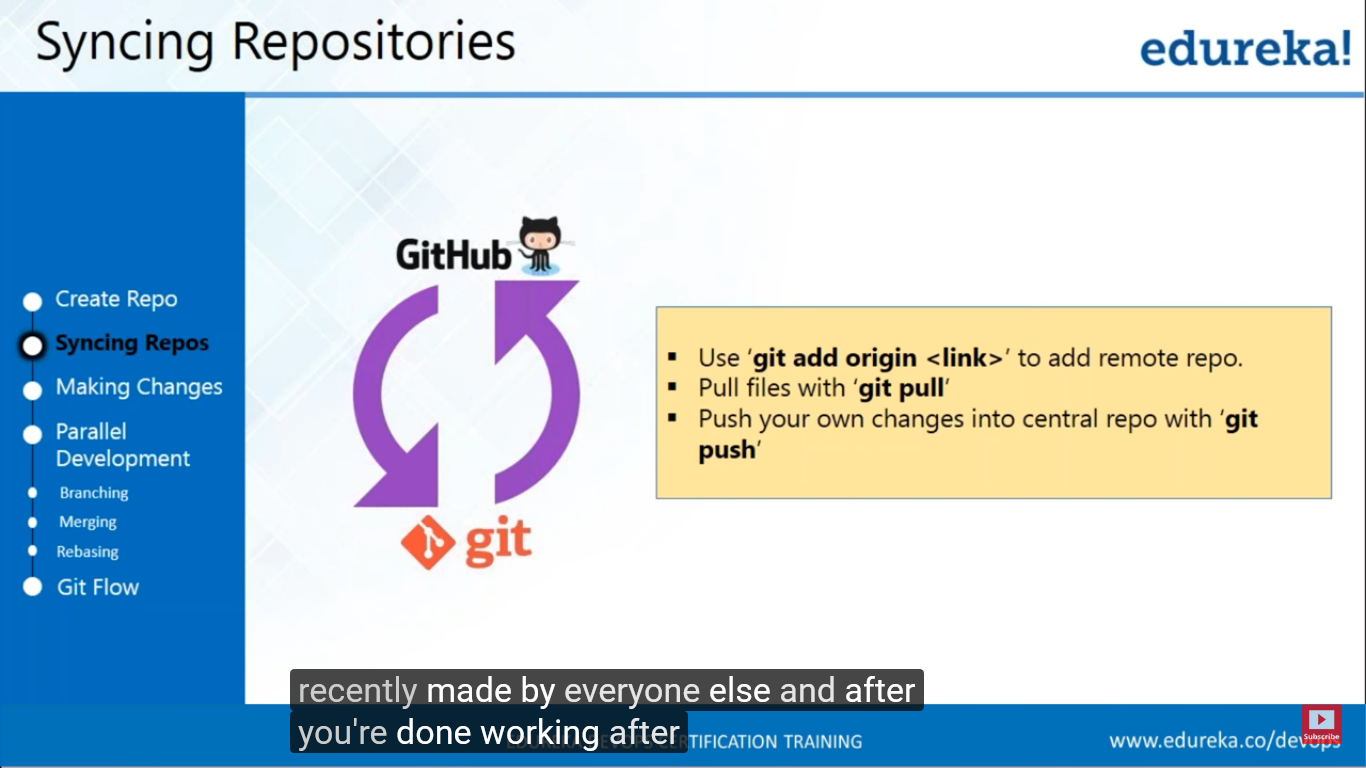 Syncing Repositories
edureka!
Create Repo
Syncing Repos
Making Changes
Parallel
Development
Branching
Merging
Rebasing
Git Flow
GitHub
git
▪ Use ‘git add origin <link>’ to add remote repo.
▪ Pull files with ‘git pull’
▪ Push your own changes into central repo with ‘git
push’
recently made by everyone else and after
you're done working after
CERTIFICATION TRAINING
www.edureka.co/devops
Subscribe